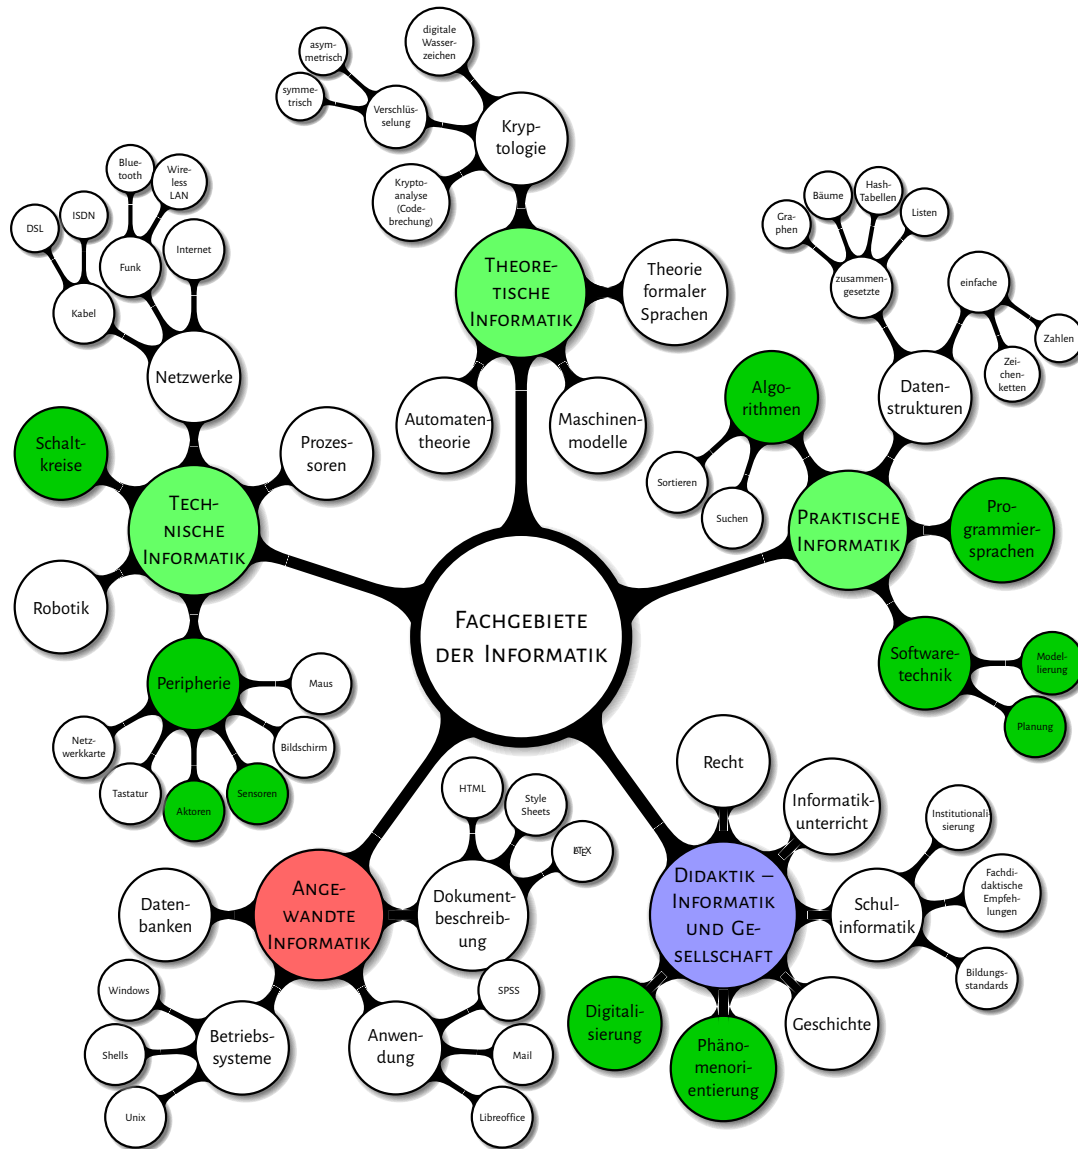 digitale
Wasser-
zeichen
asym-
metrisch
symme-
trisch
Verschlüs-
selung
Kryp-
tologie
Krypto-
analyse
(Code-
brechung)
Theore-
tische
Informatik
Theorie
formaler
Sprachen
Automaten-
theorie
Maschinen-
modelle
Blue-
tooth
Wire-
less
LAN
ISDN
DSL
Internet
Funk
Kabel
Netzwerke
Schalt-
kreise
Prozes-
soren
Tech-
nische
Informatik
Robotik
Peripherie
Maus
Bildschirm
Sensoren
Aktoren
Tastatur
Netz-
werkkarte
Gra-
phen
Bäume
Hash-
Tabellen
Listen
zusammen-
gesetzte
einfache
Zahlen
Zei-
chen-
ketten
Daten-
strukturen
Algo-
rithmen
Sortieren
Suchen
Praktische
Informatik
Pro-
grammier-
sprachen
Software-
technik
Model-
lierung
Planung
Fachgebiete
der Informatik
HTML
Style
Sheets
LATEX
Dokument-
beschreib-
ung
Ange-
wandte
Informatik
Daten-
banken
Betriebs-
systeme
Windows
Shells
Unix
Anwen-
dung
SPSS
Mail
Libreoffice
Recht
Informatik-
unterricht
Didaktik –
Informatik
und Ge-
sellschaft
Schul-
informatik
Institutionali-
sierung
Fachdi-
daktische
Empfeh-
lungen
Bildungs-
standards
Geschichte
Phäno-
menori-
entierung
Digitali-
sierung